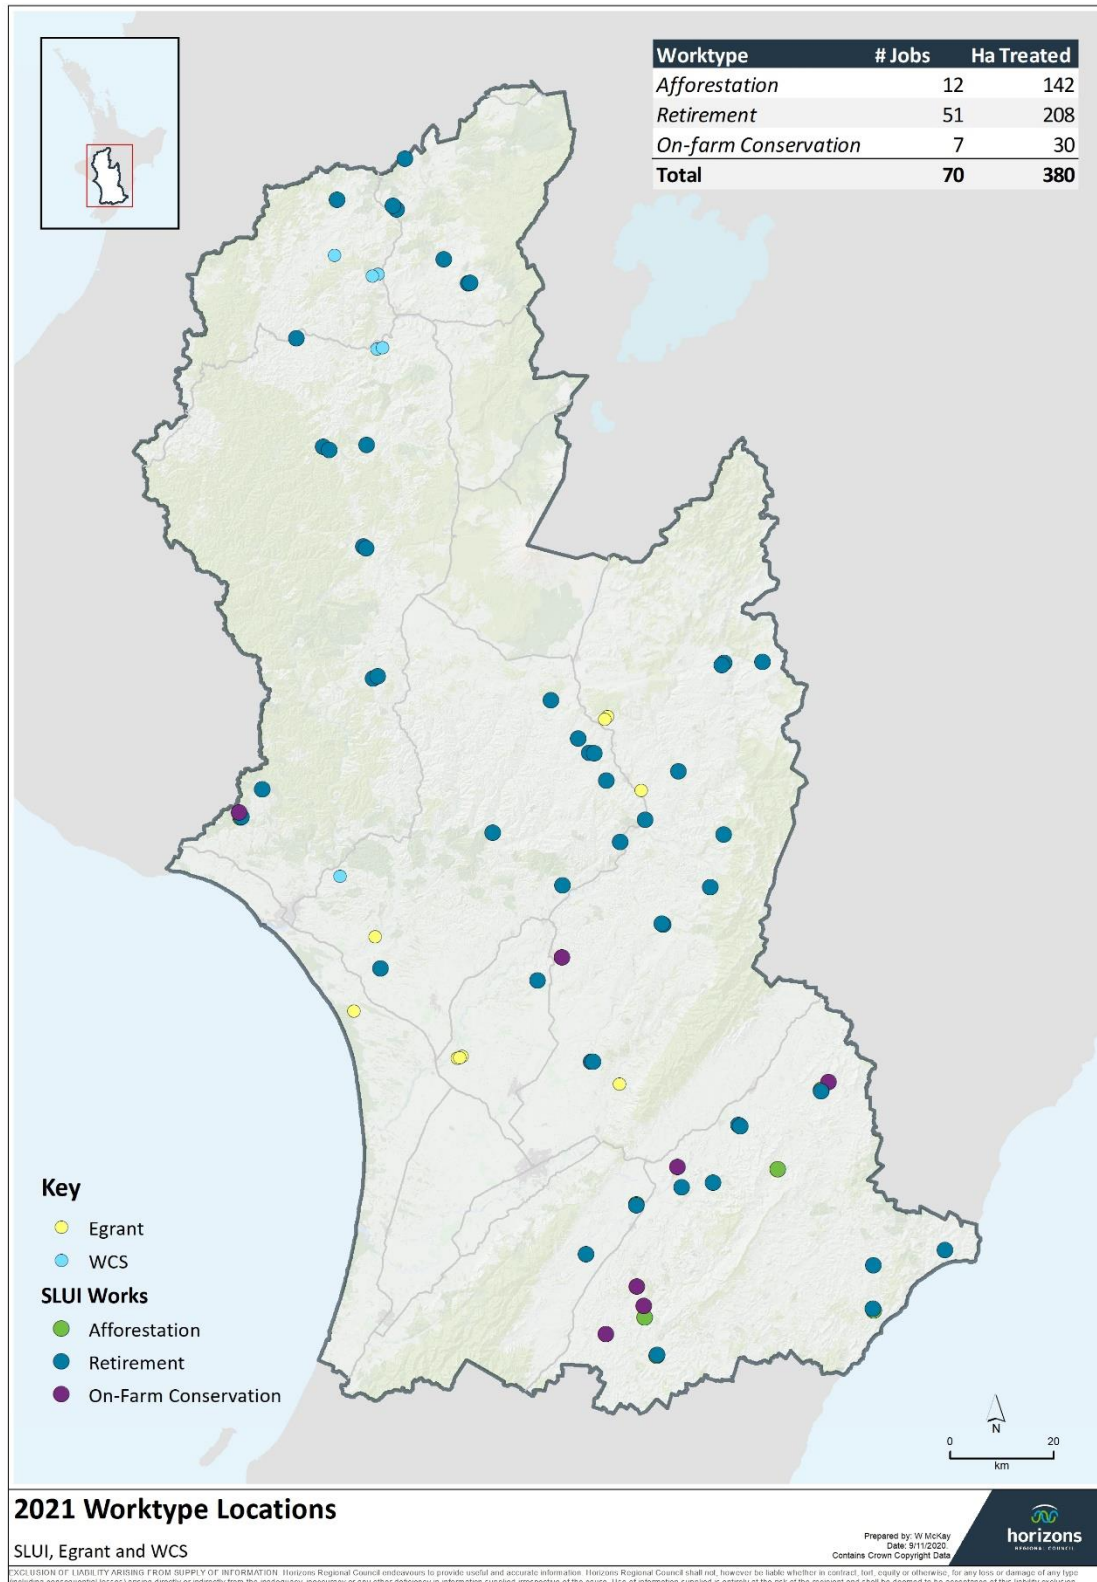 Worktype # Jobs Ha Treated
Afforestation 12 142
Retirement 51 208
On-farm Conservation 7 30
Total 70 380
Key
Egrant
WCS
SLUI Works
Afforestation
Retirement
On-Farm Conservation
N
0 20
km
2021 Worktype Locations
SLUI, Egrant and WCS
Prepared by: W McKay
Date: 9/11/2020.
Contains Crown Copyright Data
horizons
REGIONAL COUNCIL
EXCLUSION OF LIABILITY ARISING FROM SUPPLY OF INFORMATION. Horizons Regional Council endeavours to provide useful and accurate information. Horizons Regional Council shall not, however be liable whether in contract, tort, equity or otherwise, for any loss or damage of any type